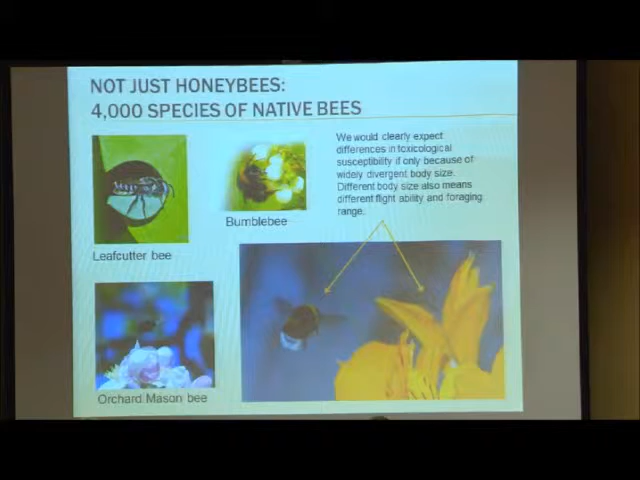 NOT JUST HONEYBEES:
4,000 SPECIES OF NATIVE BEES
We would clearly expect
differences in toxicological
susceptibility if only because of
widely divergent body size.
Different body size also means
different flight ability and foraging
range.
Bumblebee
Leafcutter bee
Orchard Mason bee